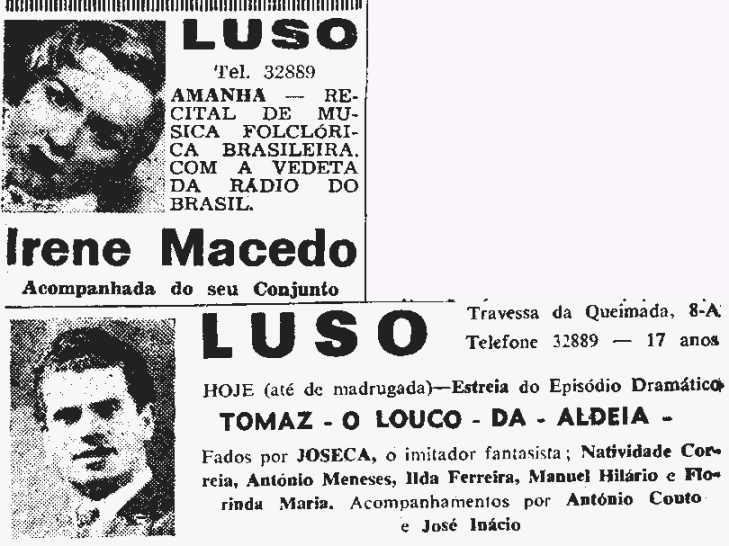 LUSO
Tel. 32889
AMANHA — RE-
CITAL DE MU-
SICA FOLCLÓRI-
CA BRASILEIRA,
COM A VEDETA
DA RÁDIO DO
BRASIL.
Irene Macedo
Acompanhada do seu Conjunto
LUSO
Travessa da Queimada, 8-A
Telefone 32889 — 17 anos
HOJE (até de madrugada)—Estreia do Episódio Dramático
TOMAZ - O LOUCO - DA - ALDEIA -
Fados por JOSECA, o imitador fantasista; Natividade Cor-
reia, António Meneses, Ilda Ferreira, Manuel Hilário e Flo-
rinda Maria. Acompanhamentos por António Couto
e José Inácio